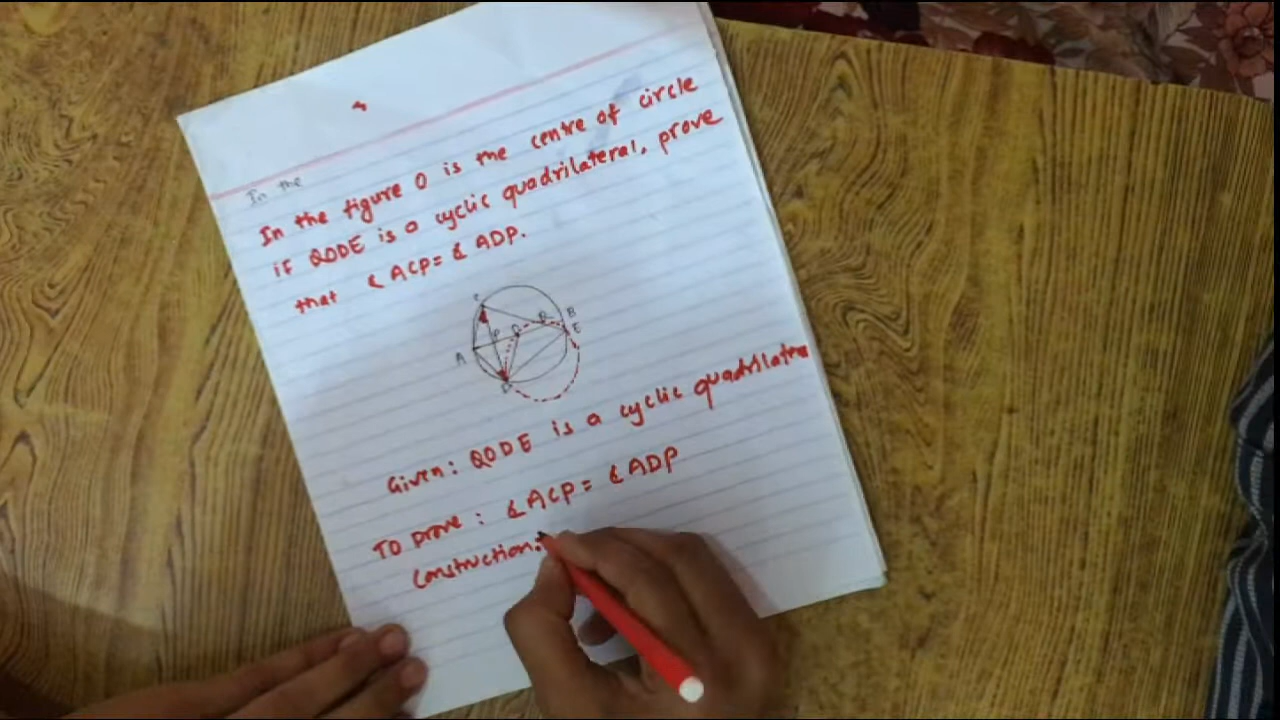 In the
In the figure O is the centre of circle
if QODE is a cyclic quadrilateral, prove
that ∠ACP= ∠ADP.
C
B
P O R
A
E
D
Given: QODE is a cyclic quadrilatera
To prove : ∠ACP= ∠ADP
Construction: